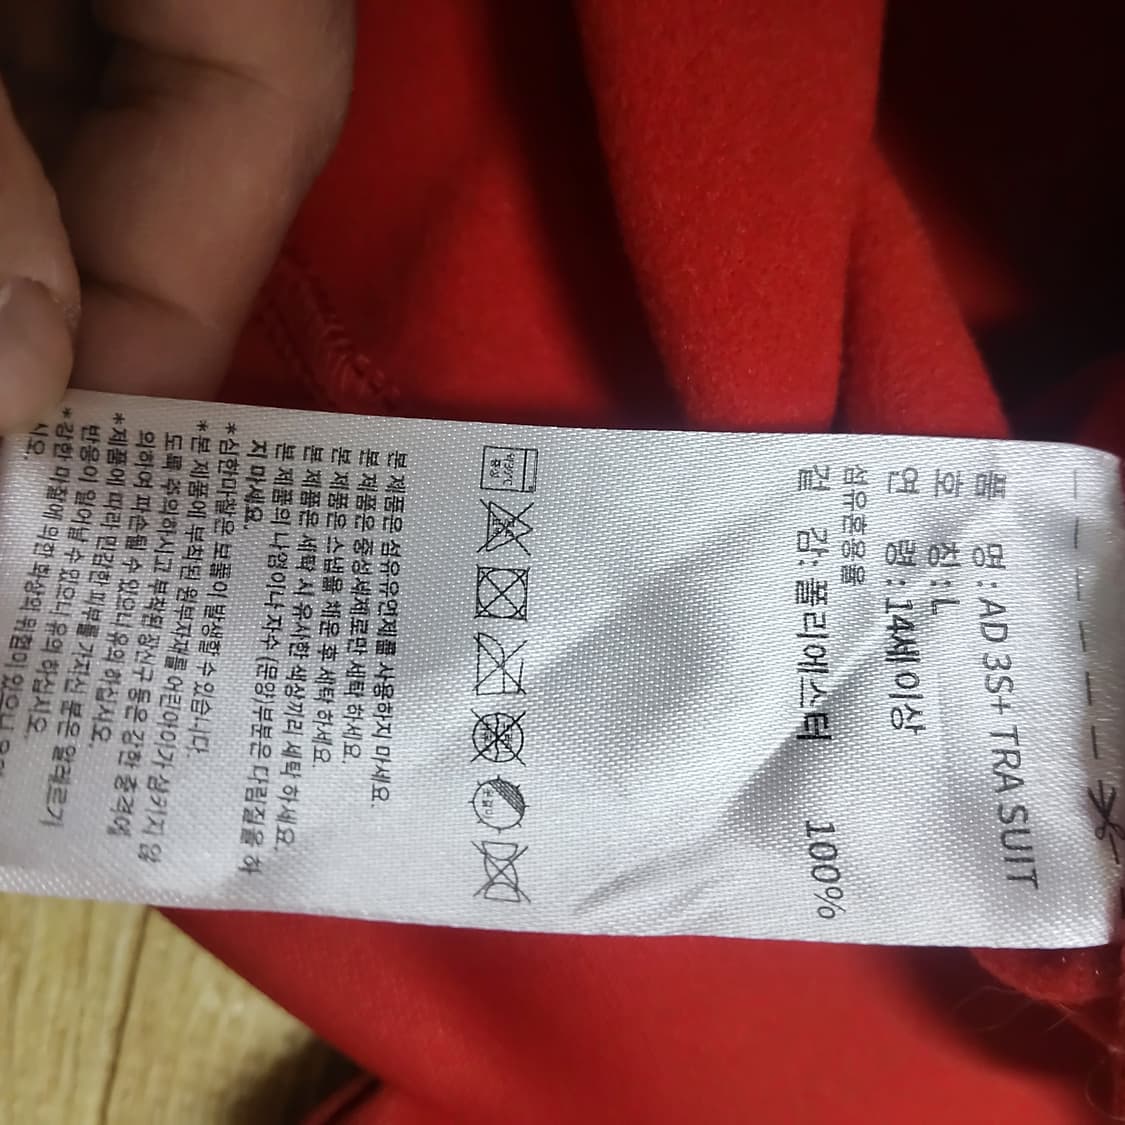 품 명 : AD 3S+ TRA SUIT
호 칭 : L
연 령 : 14세이상
섬유혼용율
겉 감 : 폴리에스터 100%
본 제품은 섬유유연제를 사용하지 마세요.
본 제품은 중성세제로만 세탁 하세요.
본 제품은 스냅을 채운 후 세탁 하세요.
본 제품은 세탁 시 유사한 색상끼리 세탁 하세요.
본 제품의 나염이나 자수 (문양)부분은 다림질을 하
지 마세요.
*심한마찰은 보풀이 발생할 수 있습니다.
*본 제품에 부착된 원부자재를 어린아이가 삼키지 않
도록 주의하시고 부착된 장신구 등은 강한 충격에
의하여 파손될 수 있으니 유의 하십시요.
*제품에 따라 민감한 피부를 가지신 분은 알레르기
반응이 일어날 수 있으니 유의 하십시요.
*강한 마찰에 의한 화상의 위험이 있으니
시오.